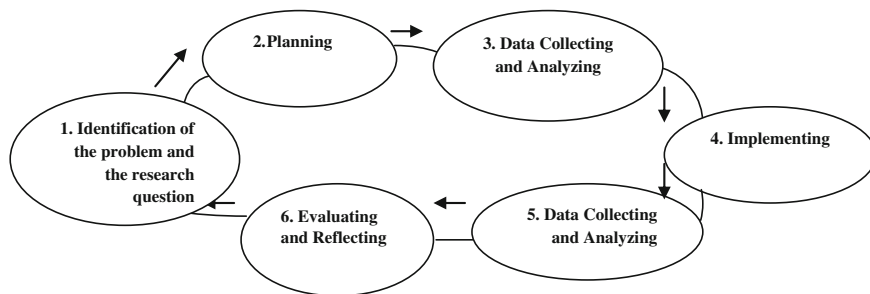 1. Identification of
the problem and
the research
question
2.Planning
3. Data Collecting
and Analyzing
4. Implementing
5. Data Collecting
and Analyzing
6. Evaluating
and Reflecting